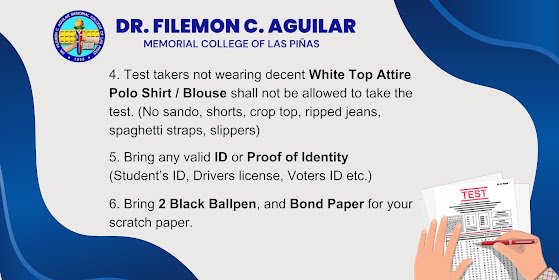 DR. FILEMON C. AGUILAR
MEMORIAL COLLEGE OF LAS PIÑAS
4. Test takers not wearing decent White Top Attire
Polo Shirt / Blouse shall not be allowed to take the
test. (No sando, shorts, crop top, ripped jeans,
spaghetti straps, slippers)
5. Bring any valid ID or Proof of Identity
(Student's ID, Drivers license, Voters ID etc.)
6. Bring 2 Black Ballpen, and Bond Paper for your
scratch paper.
TEST